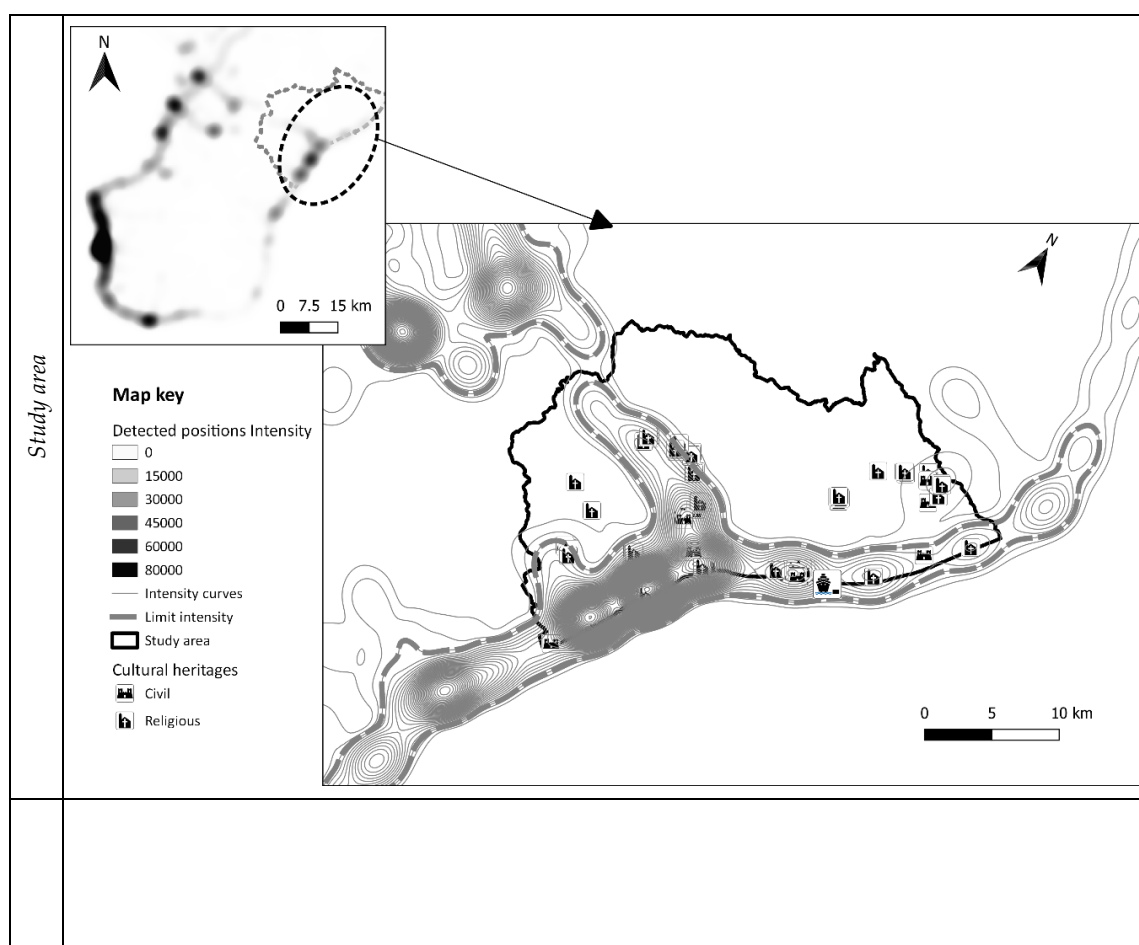 Study area
N
0 7.5 15 km
N
Map key
Detected positions Intensity
0
15000
30000
45000
60000
80000
Intensity curves
Limit intensity
Study area
Cultural heritages
Civil
Religious
0 5 10 km